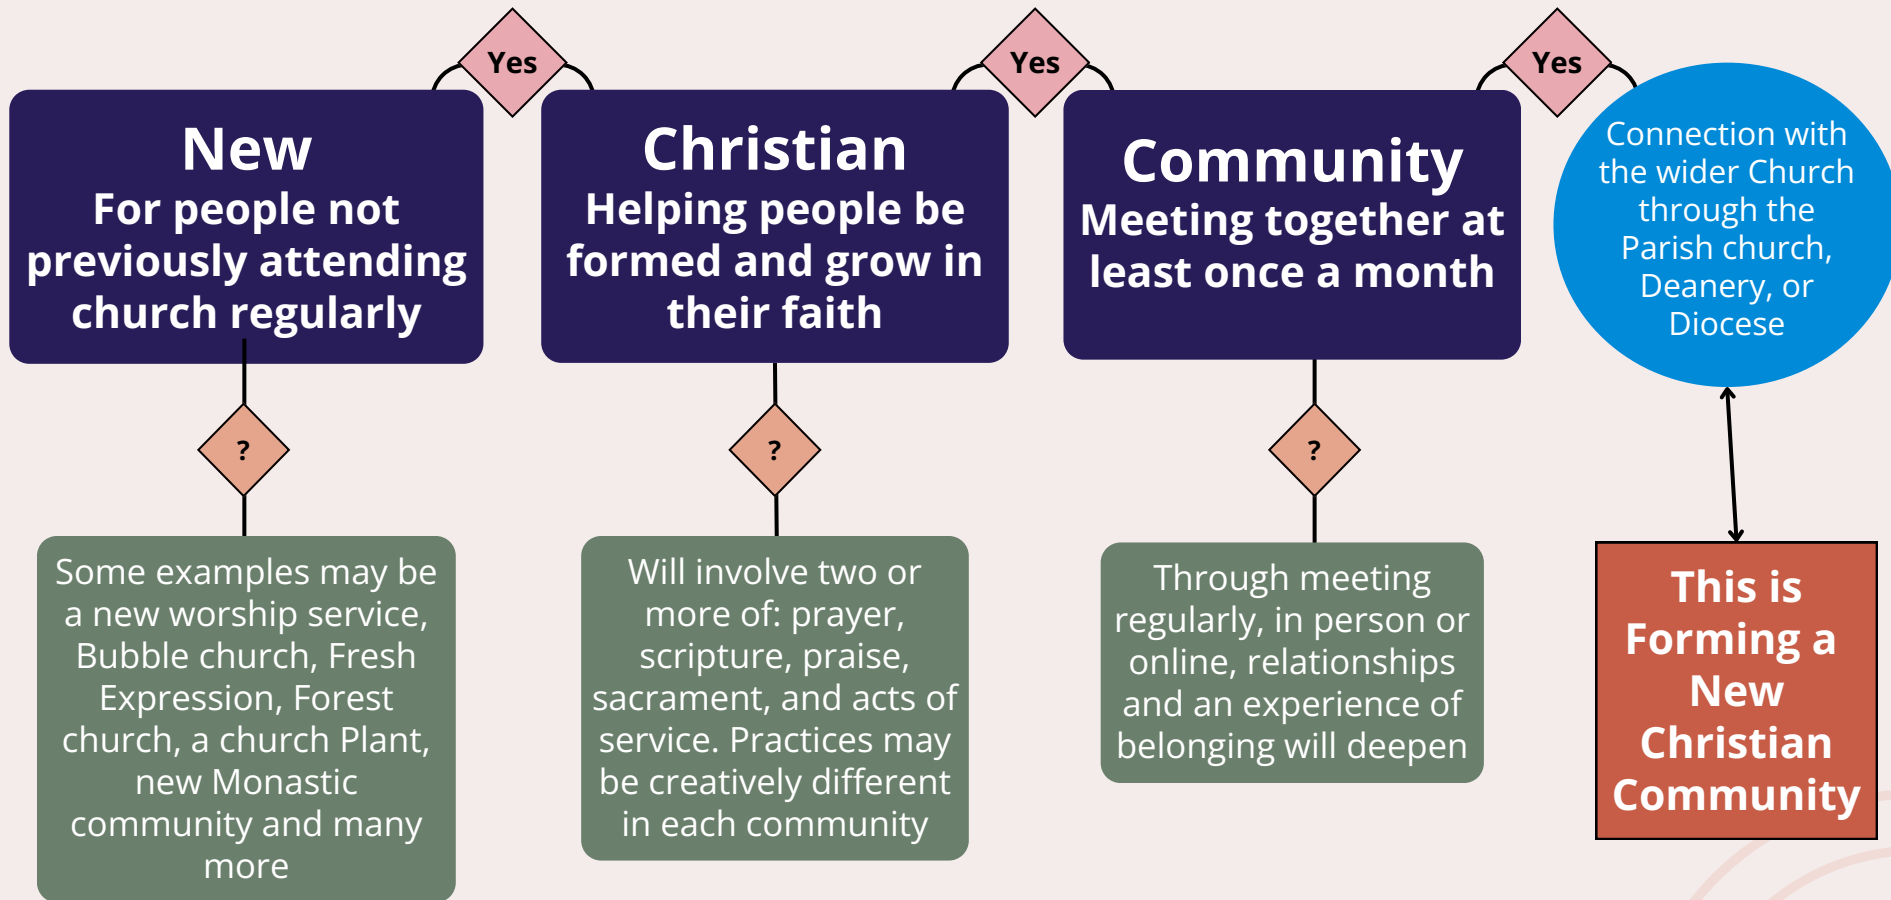 Yes
Yes
Yes
New
For people not
previously attending
church regularly
Christian
Helping people be
formed and grow in
their faith
Community
Meeting together at
least once a month
Connection with
the wider Church
through the
Parish church,
Deanery, or
Diocese
?
?
?
Some examples may be
a new worship service,
Bubble church, Fresh
Expression, Forest
church, a church Plant,
new Monastic
community and many
more
Will involve two or
more of: prayer,
scripture, praise,
sacrament, and acts of
service. Practices may
be creatively different
in each community
Through meeting
regularly, in person or
online, relationships
and an experience of
belonging will deepen
This is
Forming a
New
Christian
Community